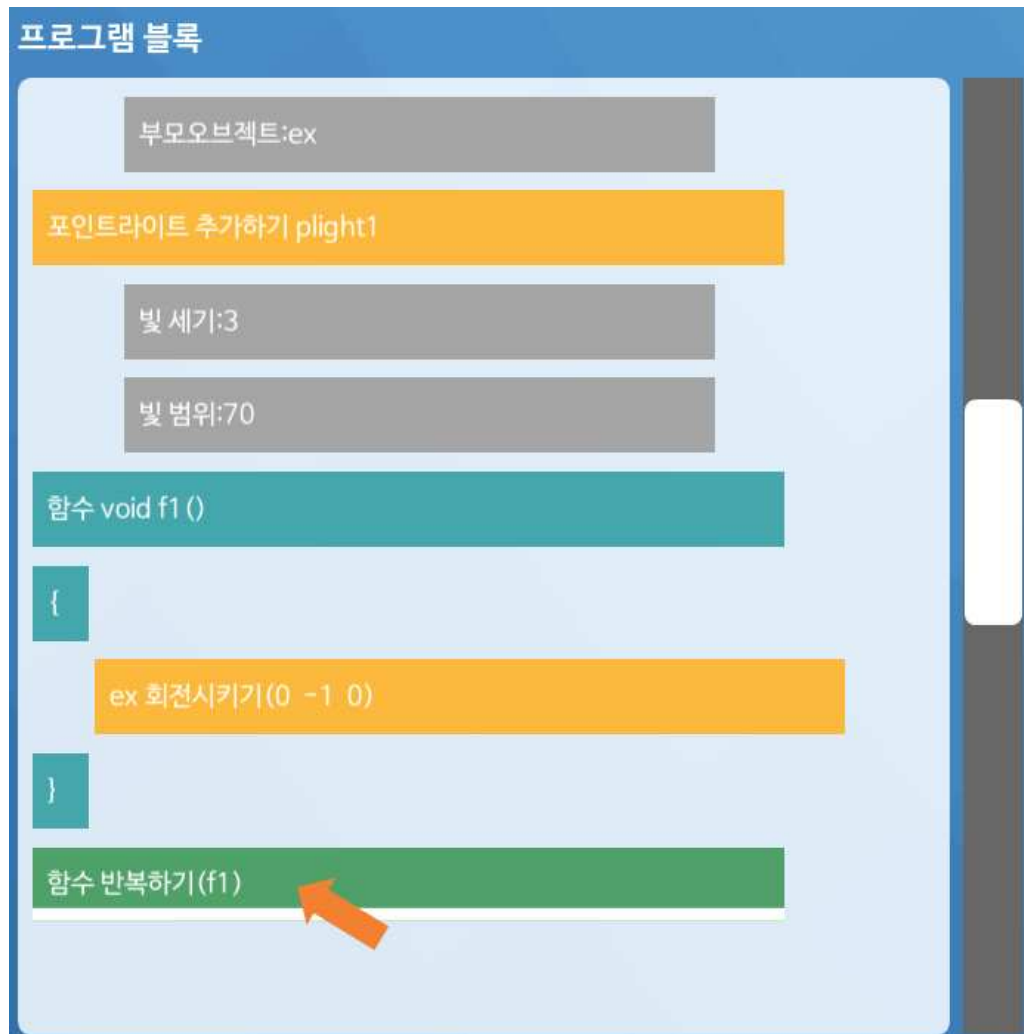 프로그램 블록
부모오브젝트:ex
포인트라이트 추가하기 plight1
빛 세기:3
빛 범위:70
함수 void f1()
{
ex 회전시키기(0 -1 0)
}
함수 반복하기(f1)